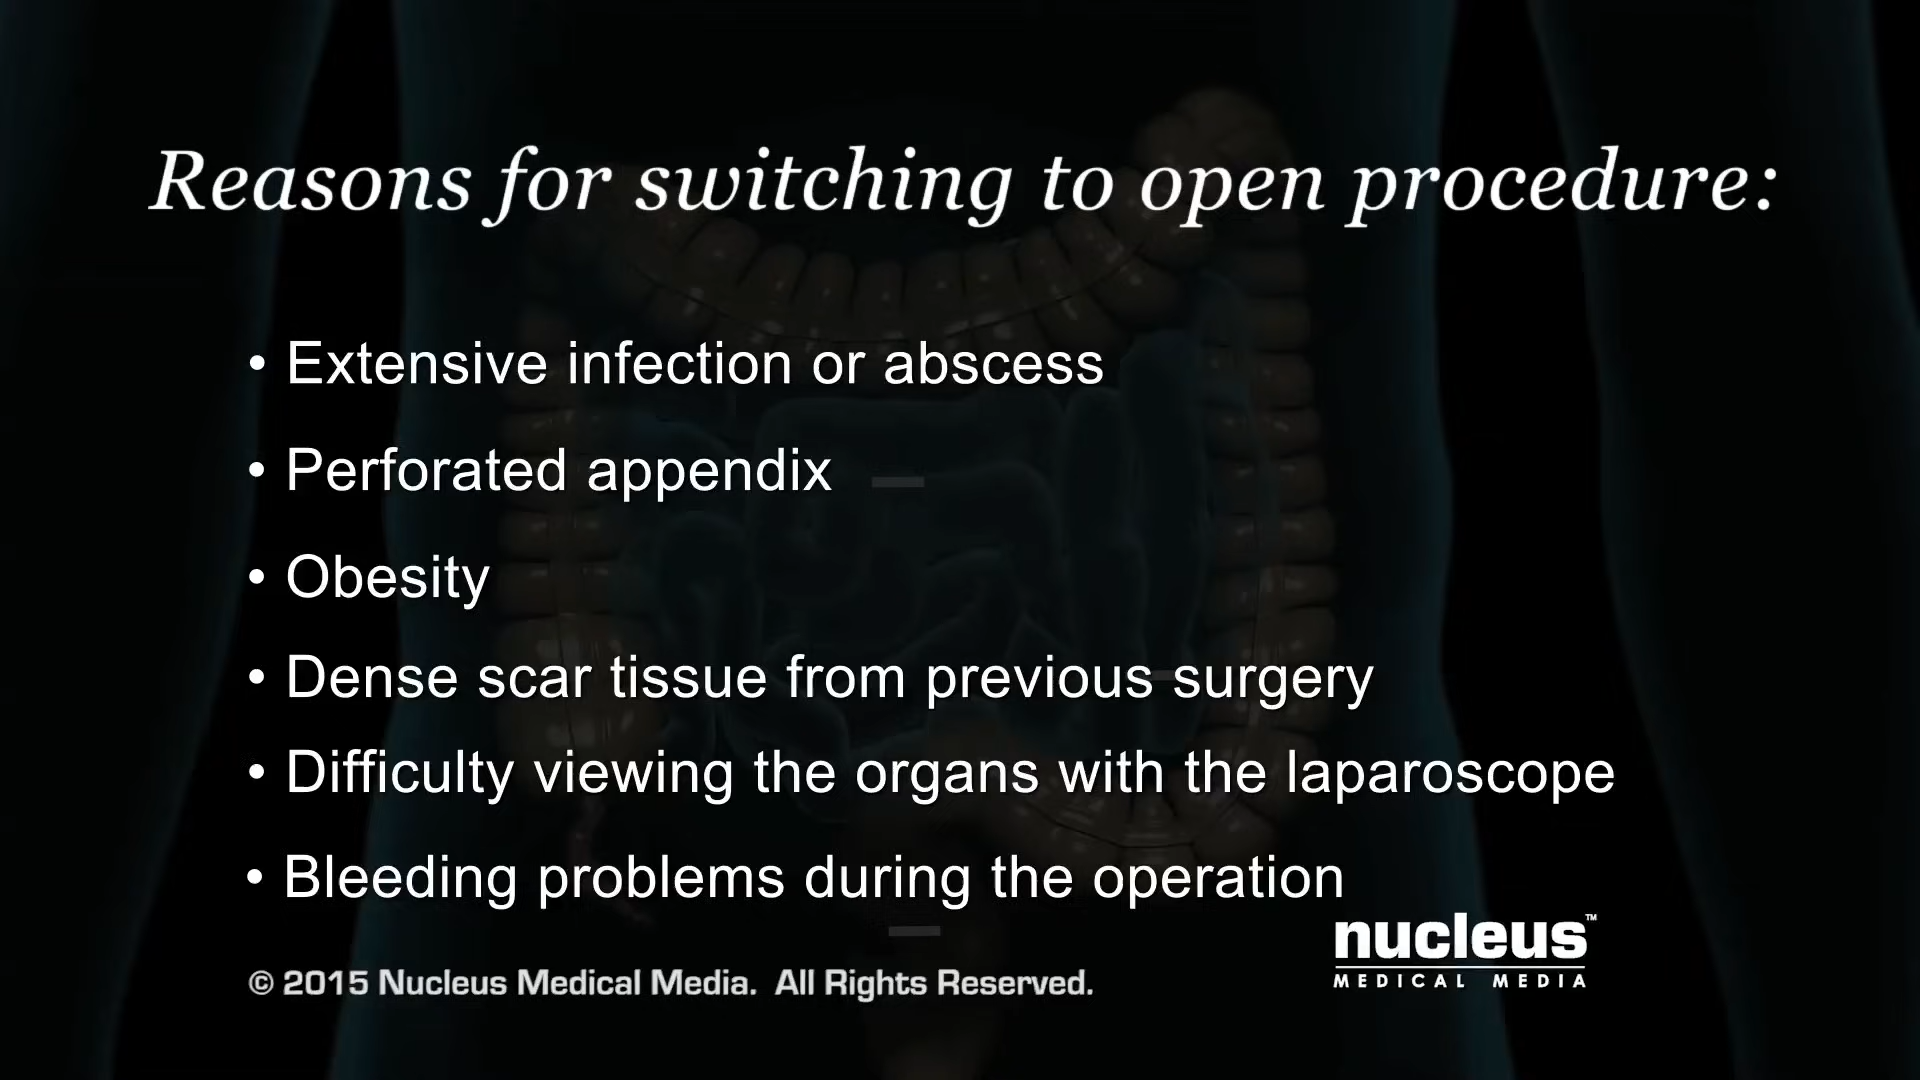 Reasons for switching to open procedure:
• Extensive infection or abscess
• Perforated appendix
• Obesity
• Dense scar tissue from previous surgery
• Difficulty viewing the organs with the laparoscope
• Bleeding problems during the operation
nucleus™
MEDICAL MEDIA
© 2015 Nucleus Medical Media. All Rights Reserved.